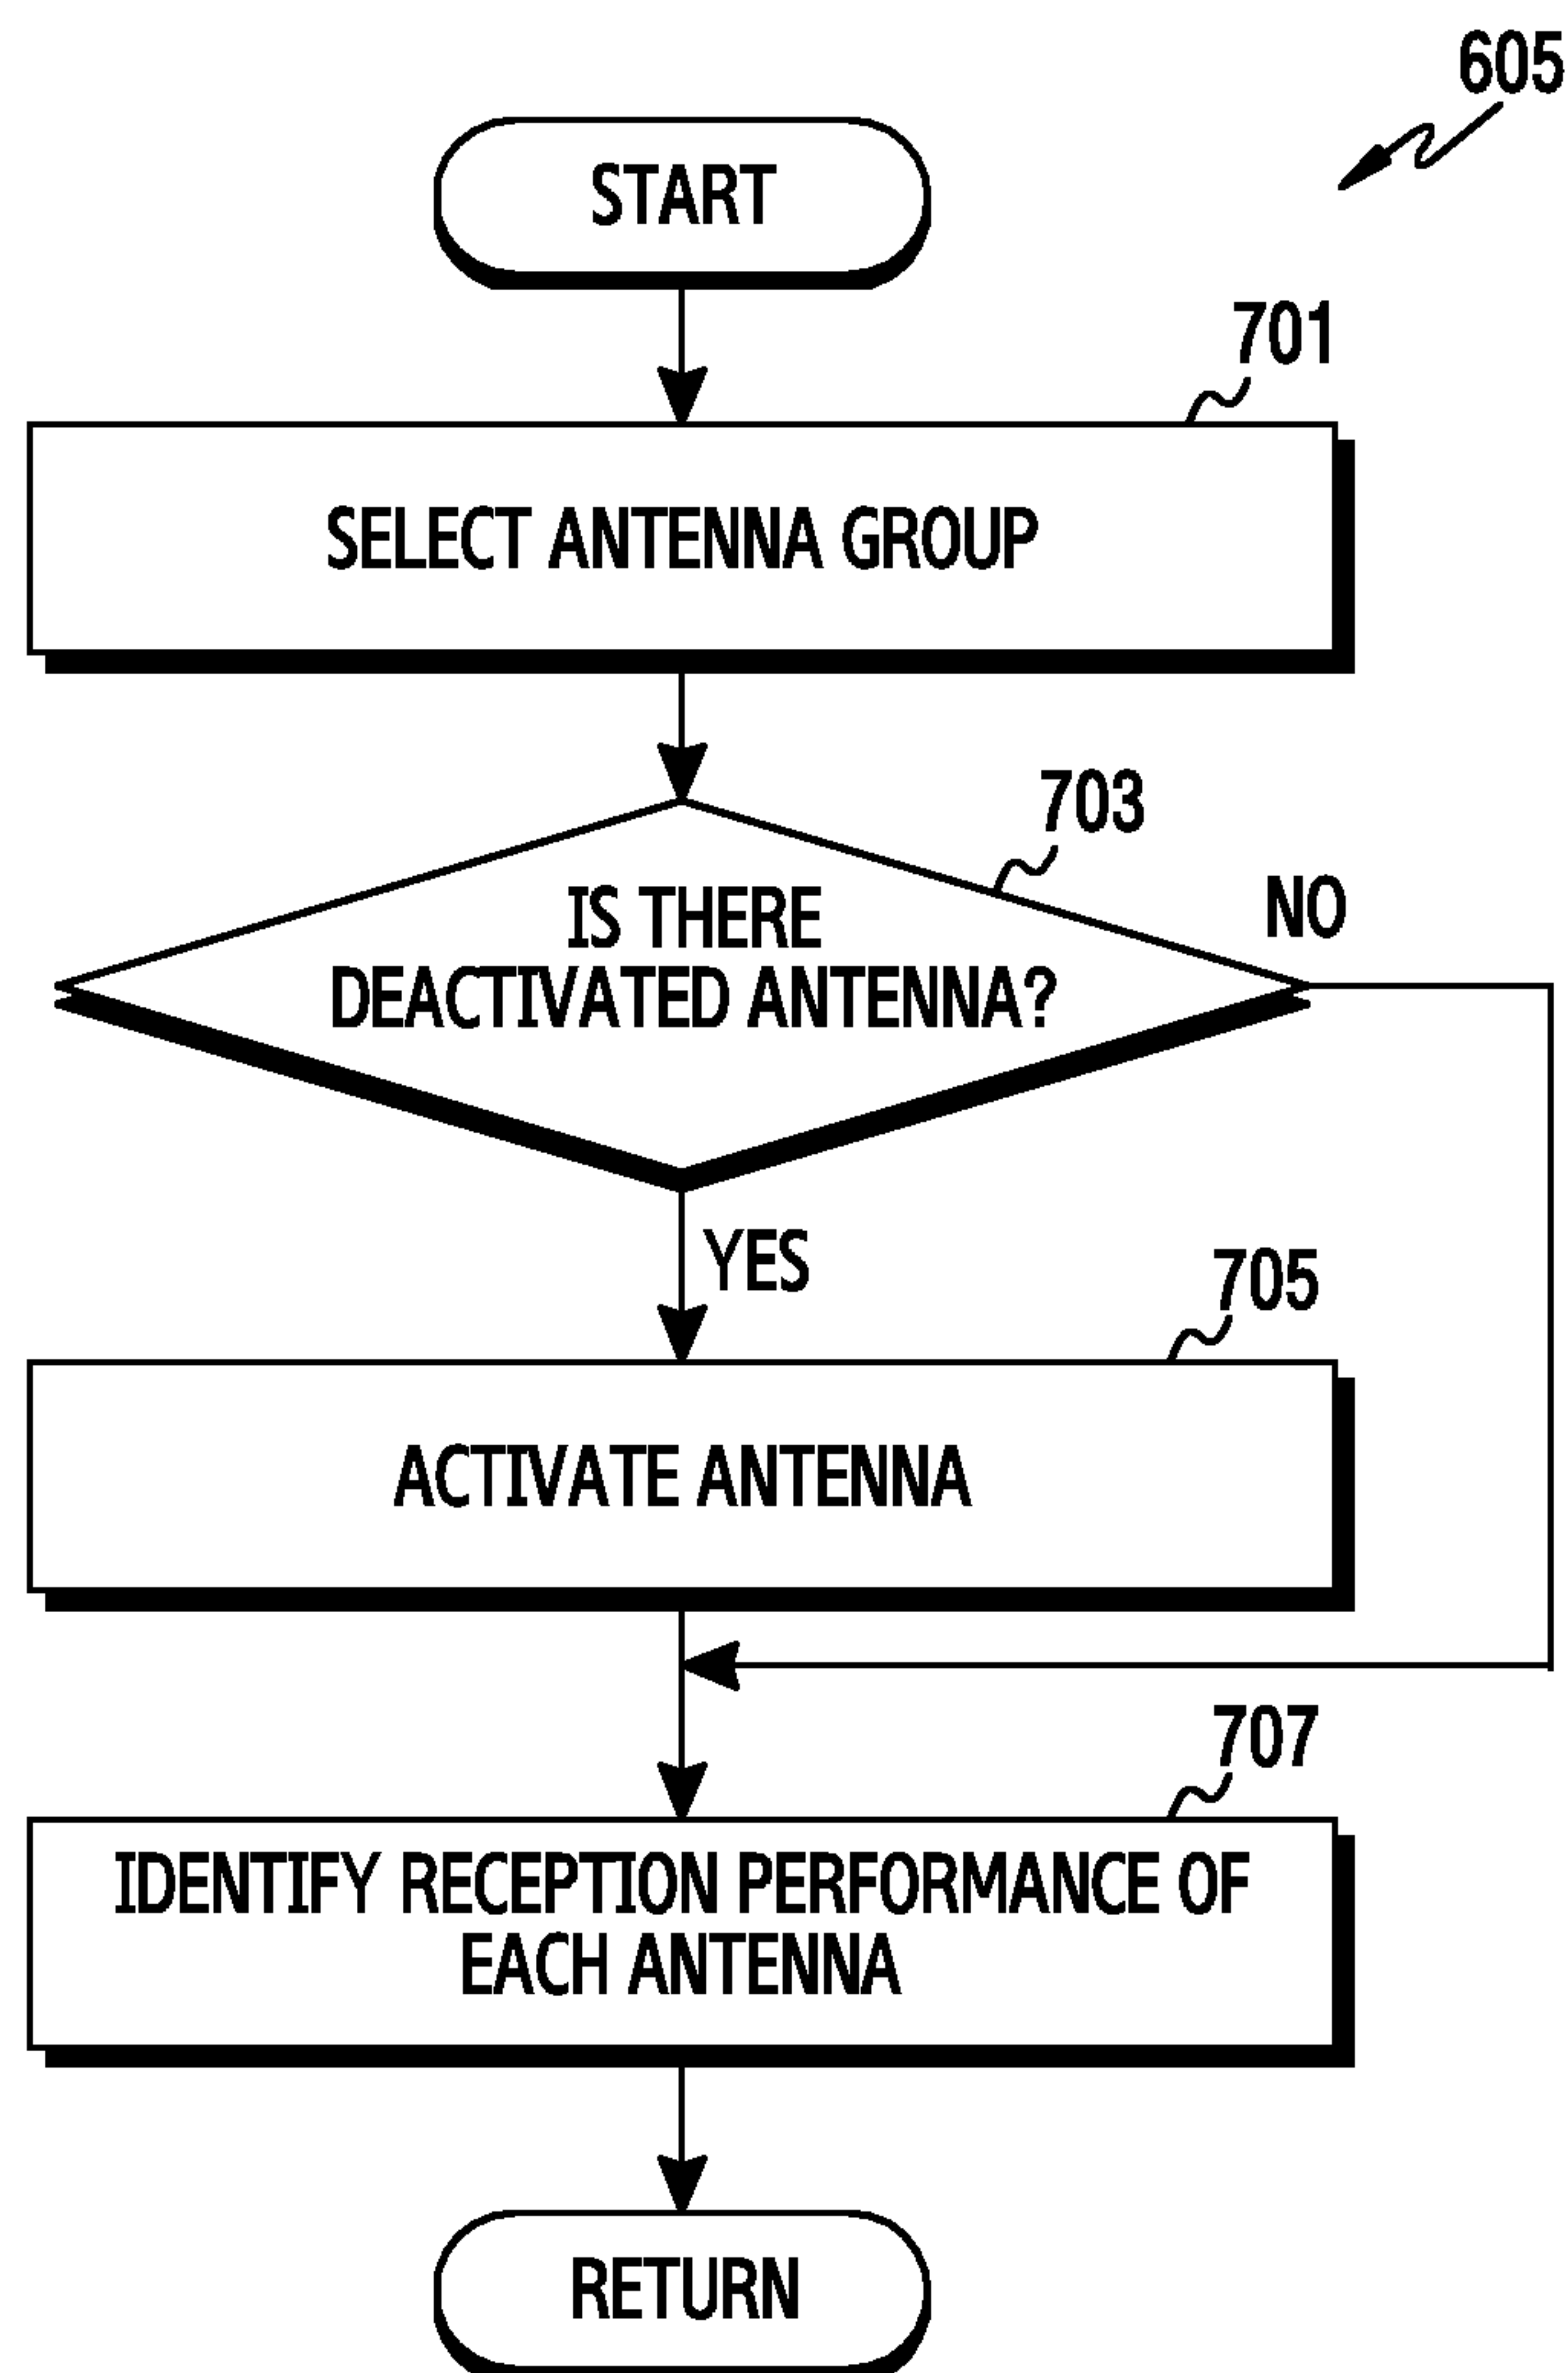 605
START
701
SELECT ANTENNA GROUP
703
IS THERE
DEACTIVATED ANTENNA?
NO
YES
705
ACTIVATE ANTENNA
707
IDENTIFY RECEPTION PERFORMANCE OF
EACH ANTENNA
RETURN